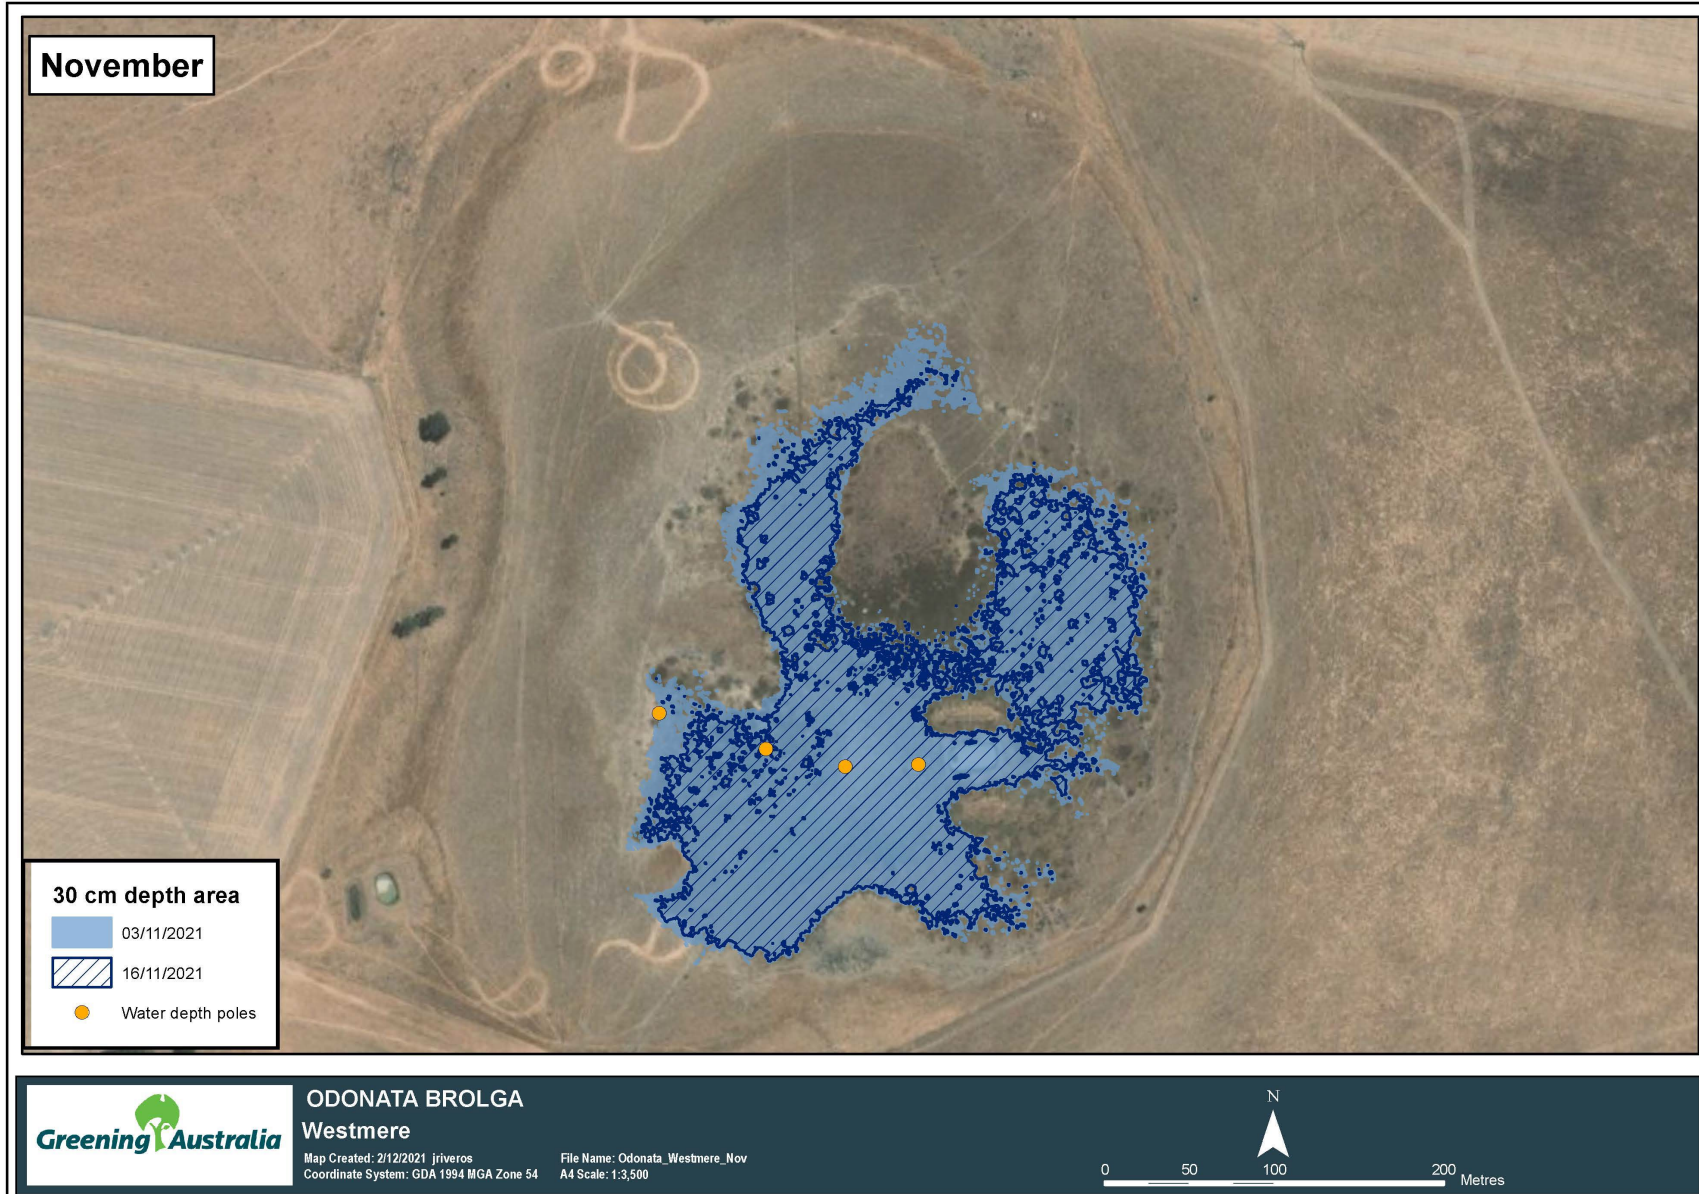 November
30 cm depth area
03/11/2021
16/11/2021
Water depth poles
Greening Australia
ODONATA BROLGA
Westmere
Map Created: 2/12/2021 jriveros
File Name: Odonata_Westmere_Nov
Coordinate System: GDA 1994 MGA Zone 54
A4 Scale: 1:3,500
N
0 50 100 200 Metres